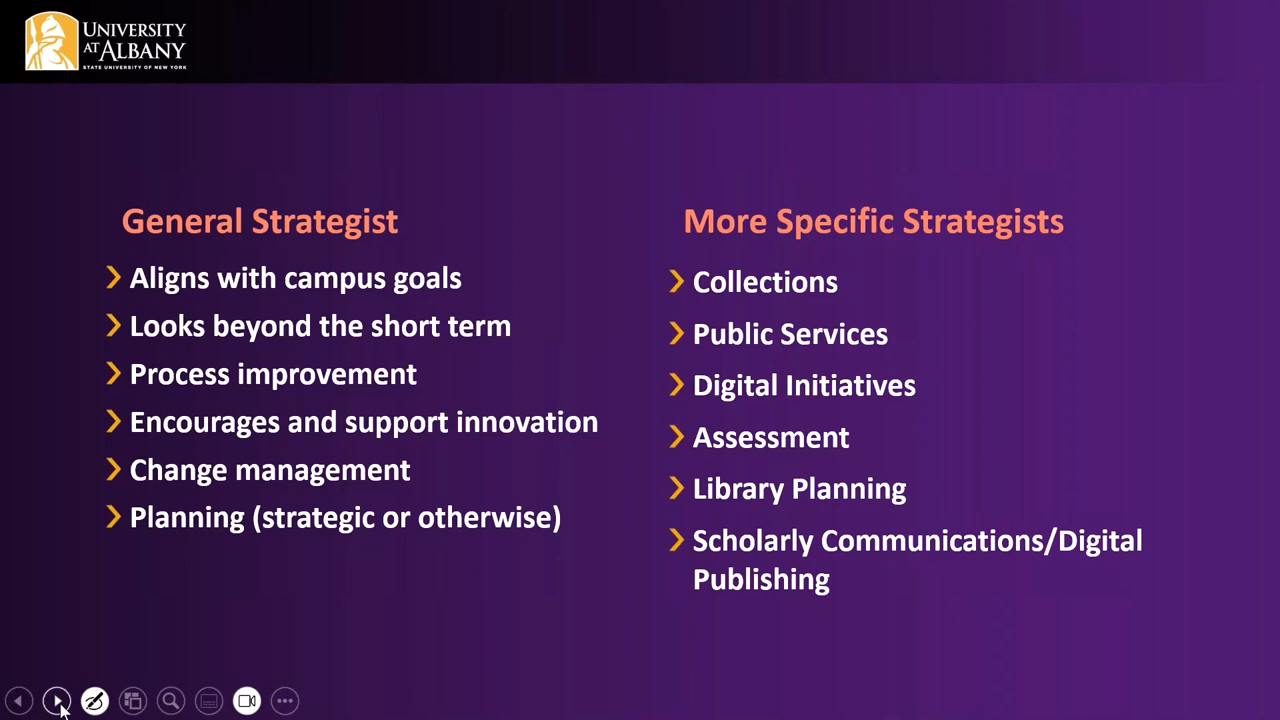 UNIVERSITY
AT ALBANY
STATE UNIVERSITY OF NEW YORK
General Strategist
Aligns with campus goals
Looks beyond the short term
Process improvement
Encourages and support innovation
Change management
Planning (strategic or otherwise)
More Specific Strategists
Collections
Public Services
Digital Initiatives
Assessment
Library Planning
Scholarly Communications/Digital
Publishing